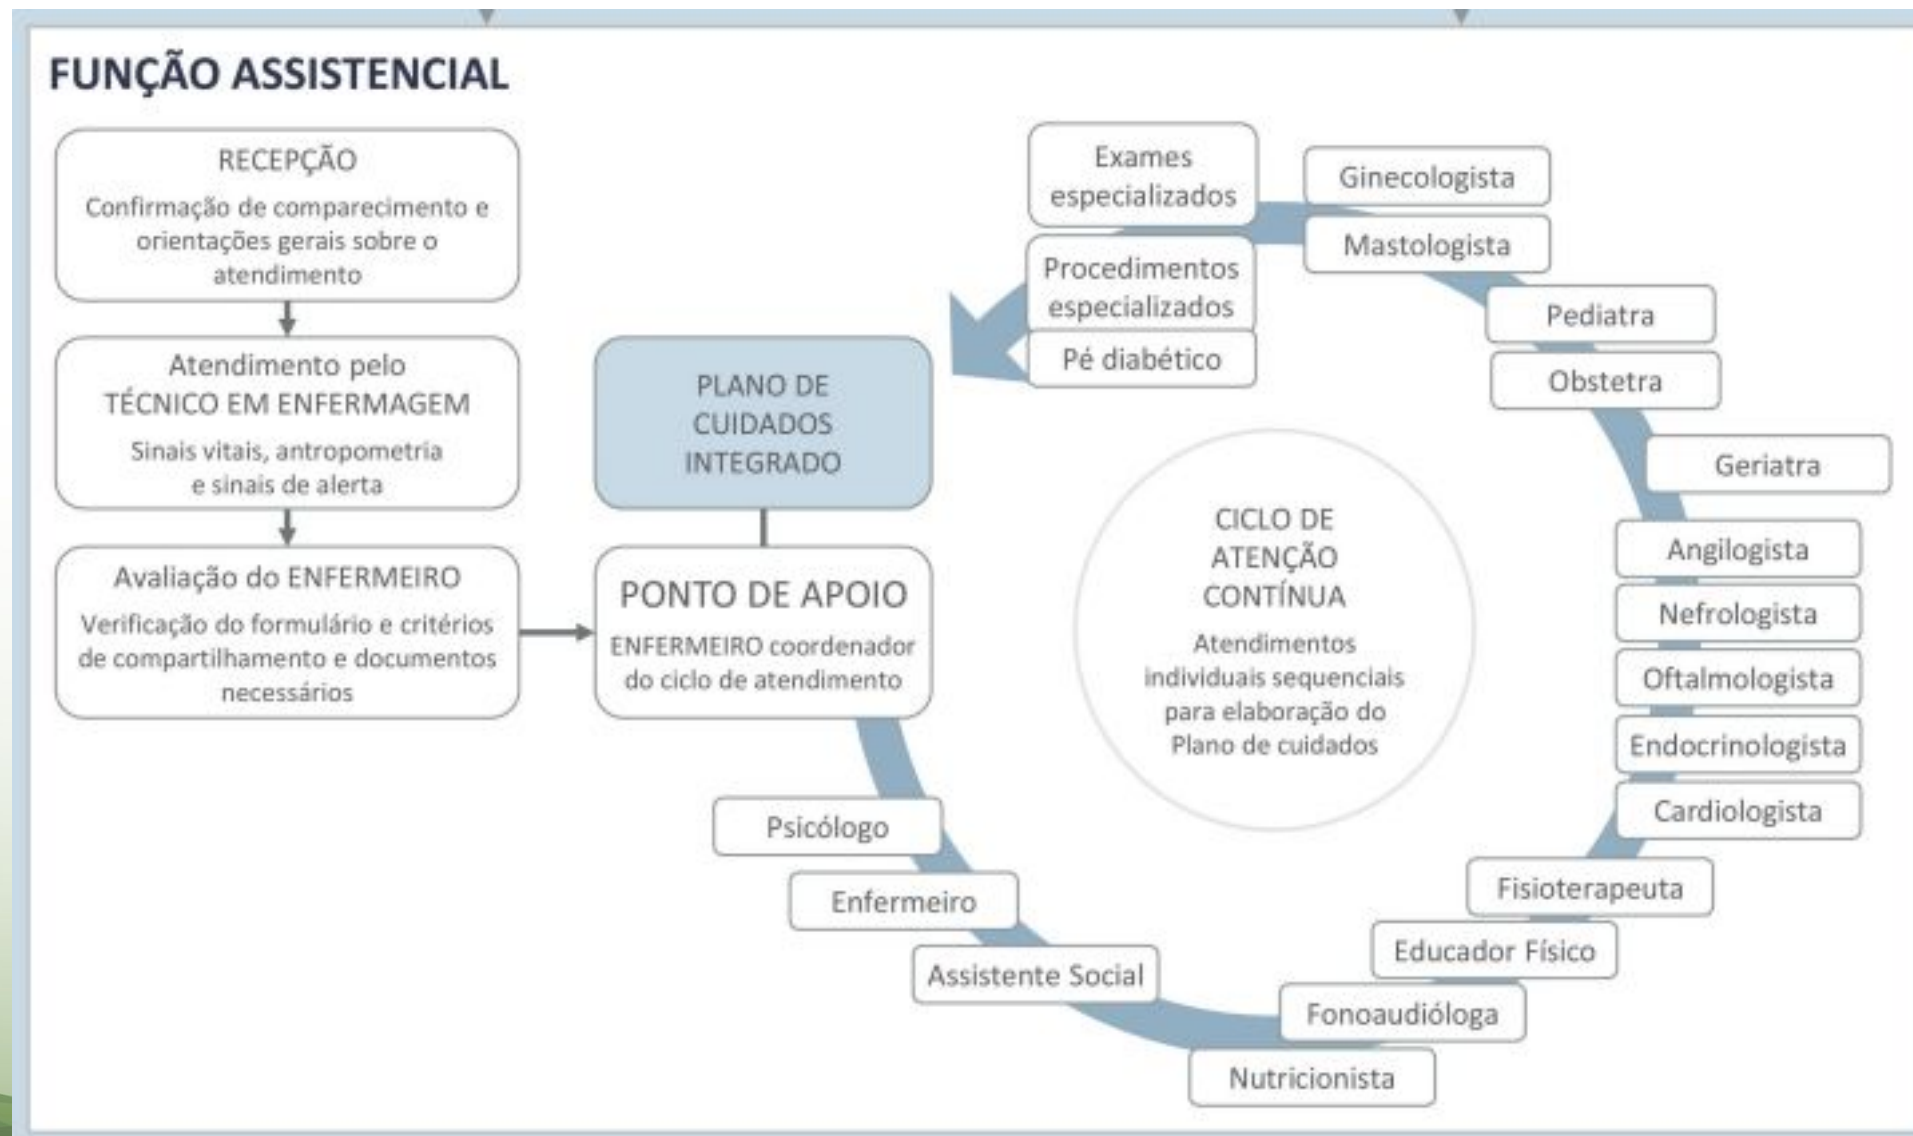 FUNÇÃO ASSISTENCIAL
RECEPÇÃO
Confirmação de comparecimento e
orientações gerais sobre o
atendimento
Atendimento pelo
TÉCNICO EM ENFERMAGEM
Sinais vitais, antropometria
e sinais de alerta
Avaliação do ENFERMEIRO
Verificação do formulário e critérios
de compartilhamento e documentos
necessários
PLANO DE
CUIDADOS
INTEGRADO
PONTO DE APOIO
ENFERMEIRO coordenador
do ciclo de atendimento
Psicólogo
Enfermeiro
Assistente Social
Nutricionista
Fonoaudióloga
Educador Físico
Fisioterapeuta
Cardiologista
Endocrinologista
Oftalmologista
Nefrologista
Angilogista
Geriatra
Obstetra
Pediatra
Mastologista
Ginecologista
Exames
especializados
Procedimentos
especializados
Pé diabético
CICLO DE
ATENÇÃO
CONTÍNUA
Atendimentos
individuais sequenciais
para elaboração do
Plano de cuidados